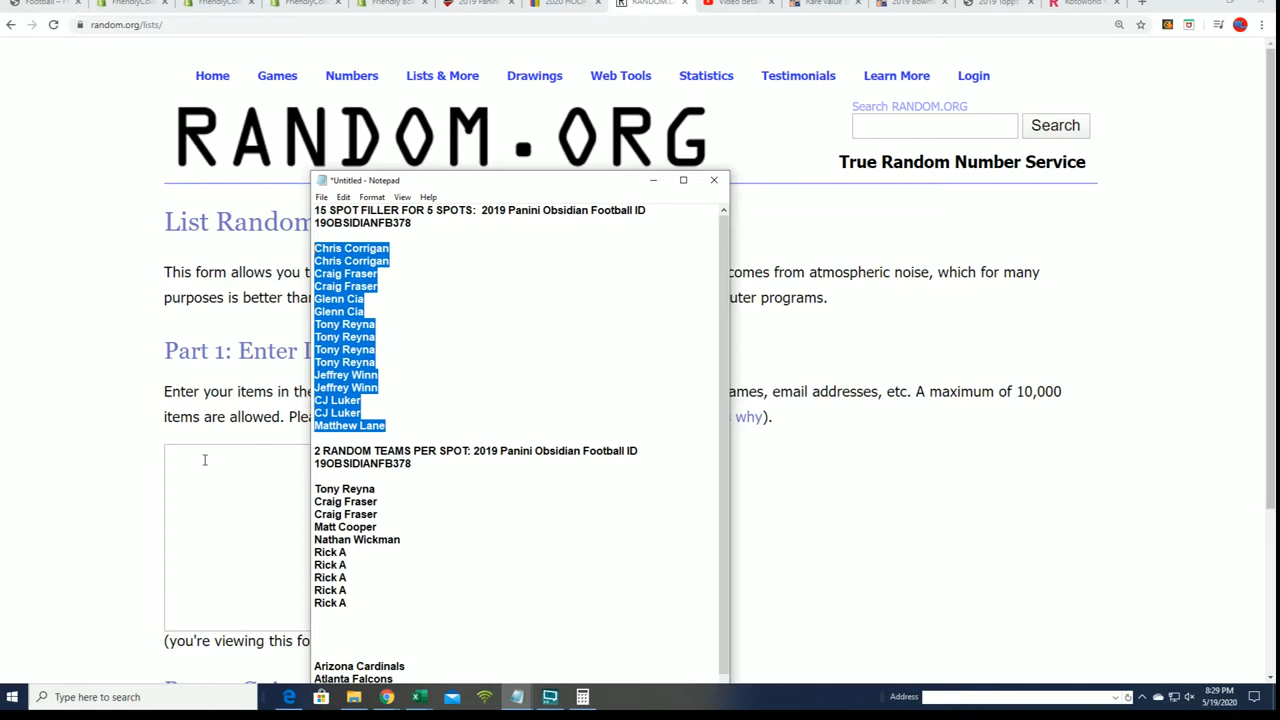 random.org/lists/
Home Games Numbers Lists & More Drawings Web Tools Statistics Testimonials Learn More Login
Search RANDOM.ORG
RANDOM.ORG
Search
True Random Number Service
*Untitled - Notepad
File Edit Format View Help
15 SPOT FILLER FOR 5 SPOTS: 2019 Panini Obsidian Football ID
19OBSIDIANFB378
List Random
Chris Corrigan
Chris Corrigan
Craig Fraser
Craig Fraser
Glenn Cia
Glenn Cia
Tony Reyna
Tony Reyna
Tony Reyna
Tony Reyna
Jeffrey Winn
Jeffrey Winn
CJ Luker
CJ Luker
Matthew Lane
This form allows you t comes from atmospheric noise, which for many
purposes is better tha uter programs.
Part 1: Enter
Enter your items in the ames, email addresses, etc. A maximum of 10,000
items are allowed. Plea why).
2 RANDOM TEAMS PER SPOT: 2019 Panini Obsidian Football ID
19OBSIDIANFB378
Tony Reyna
Craig Fraser
Craig Fraser
Matt Cooper
Nathan Wickman
Rick A
Rick A
Rick A
Rick A
Rick A
(you're viewing this fo
Arizona Cardinals
Atlanta Falcons
Type here to search
Address
8:29 PM
5/19/2020